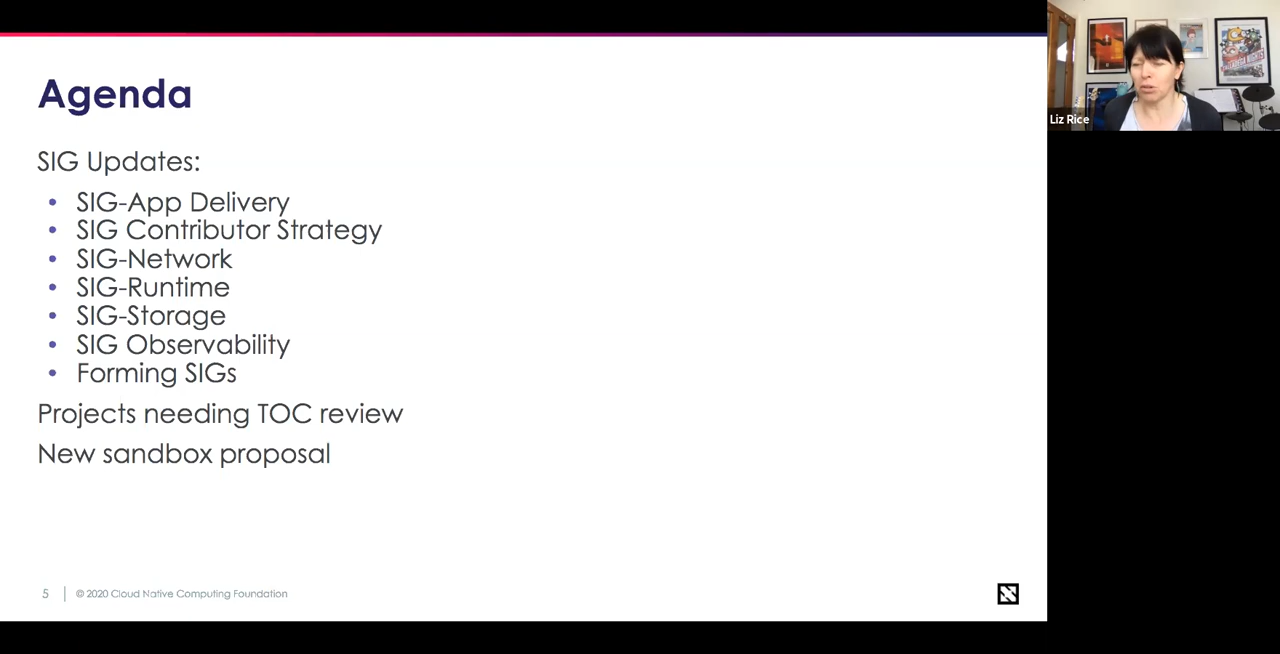 Agenda
SIG Updates:
• SIG-App Delivery
• SIG Contributor Strategy
• SIG-Network
• SIG-Runtime
• SIG-Storage
• SIG Observability
• Forming SIGs
Projects needing TOC review
New sandbox proposal
5 | © 2020 Cloud Native Computing Foundation
Liz Rice